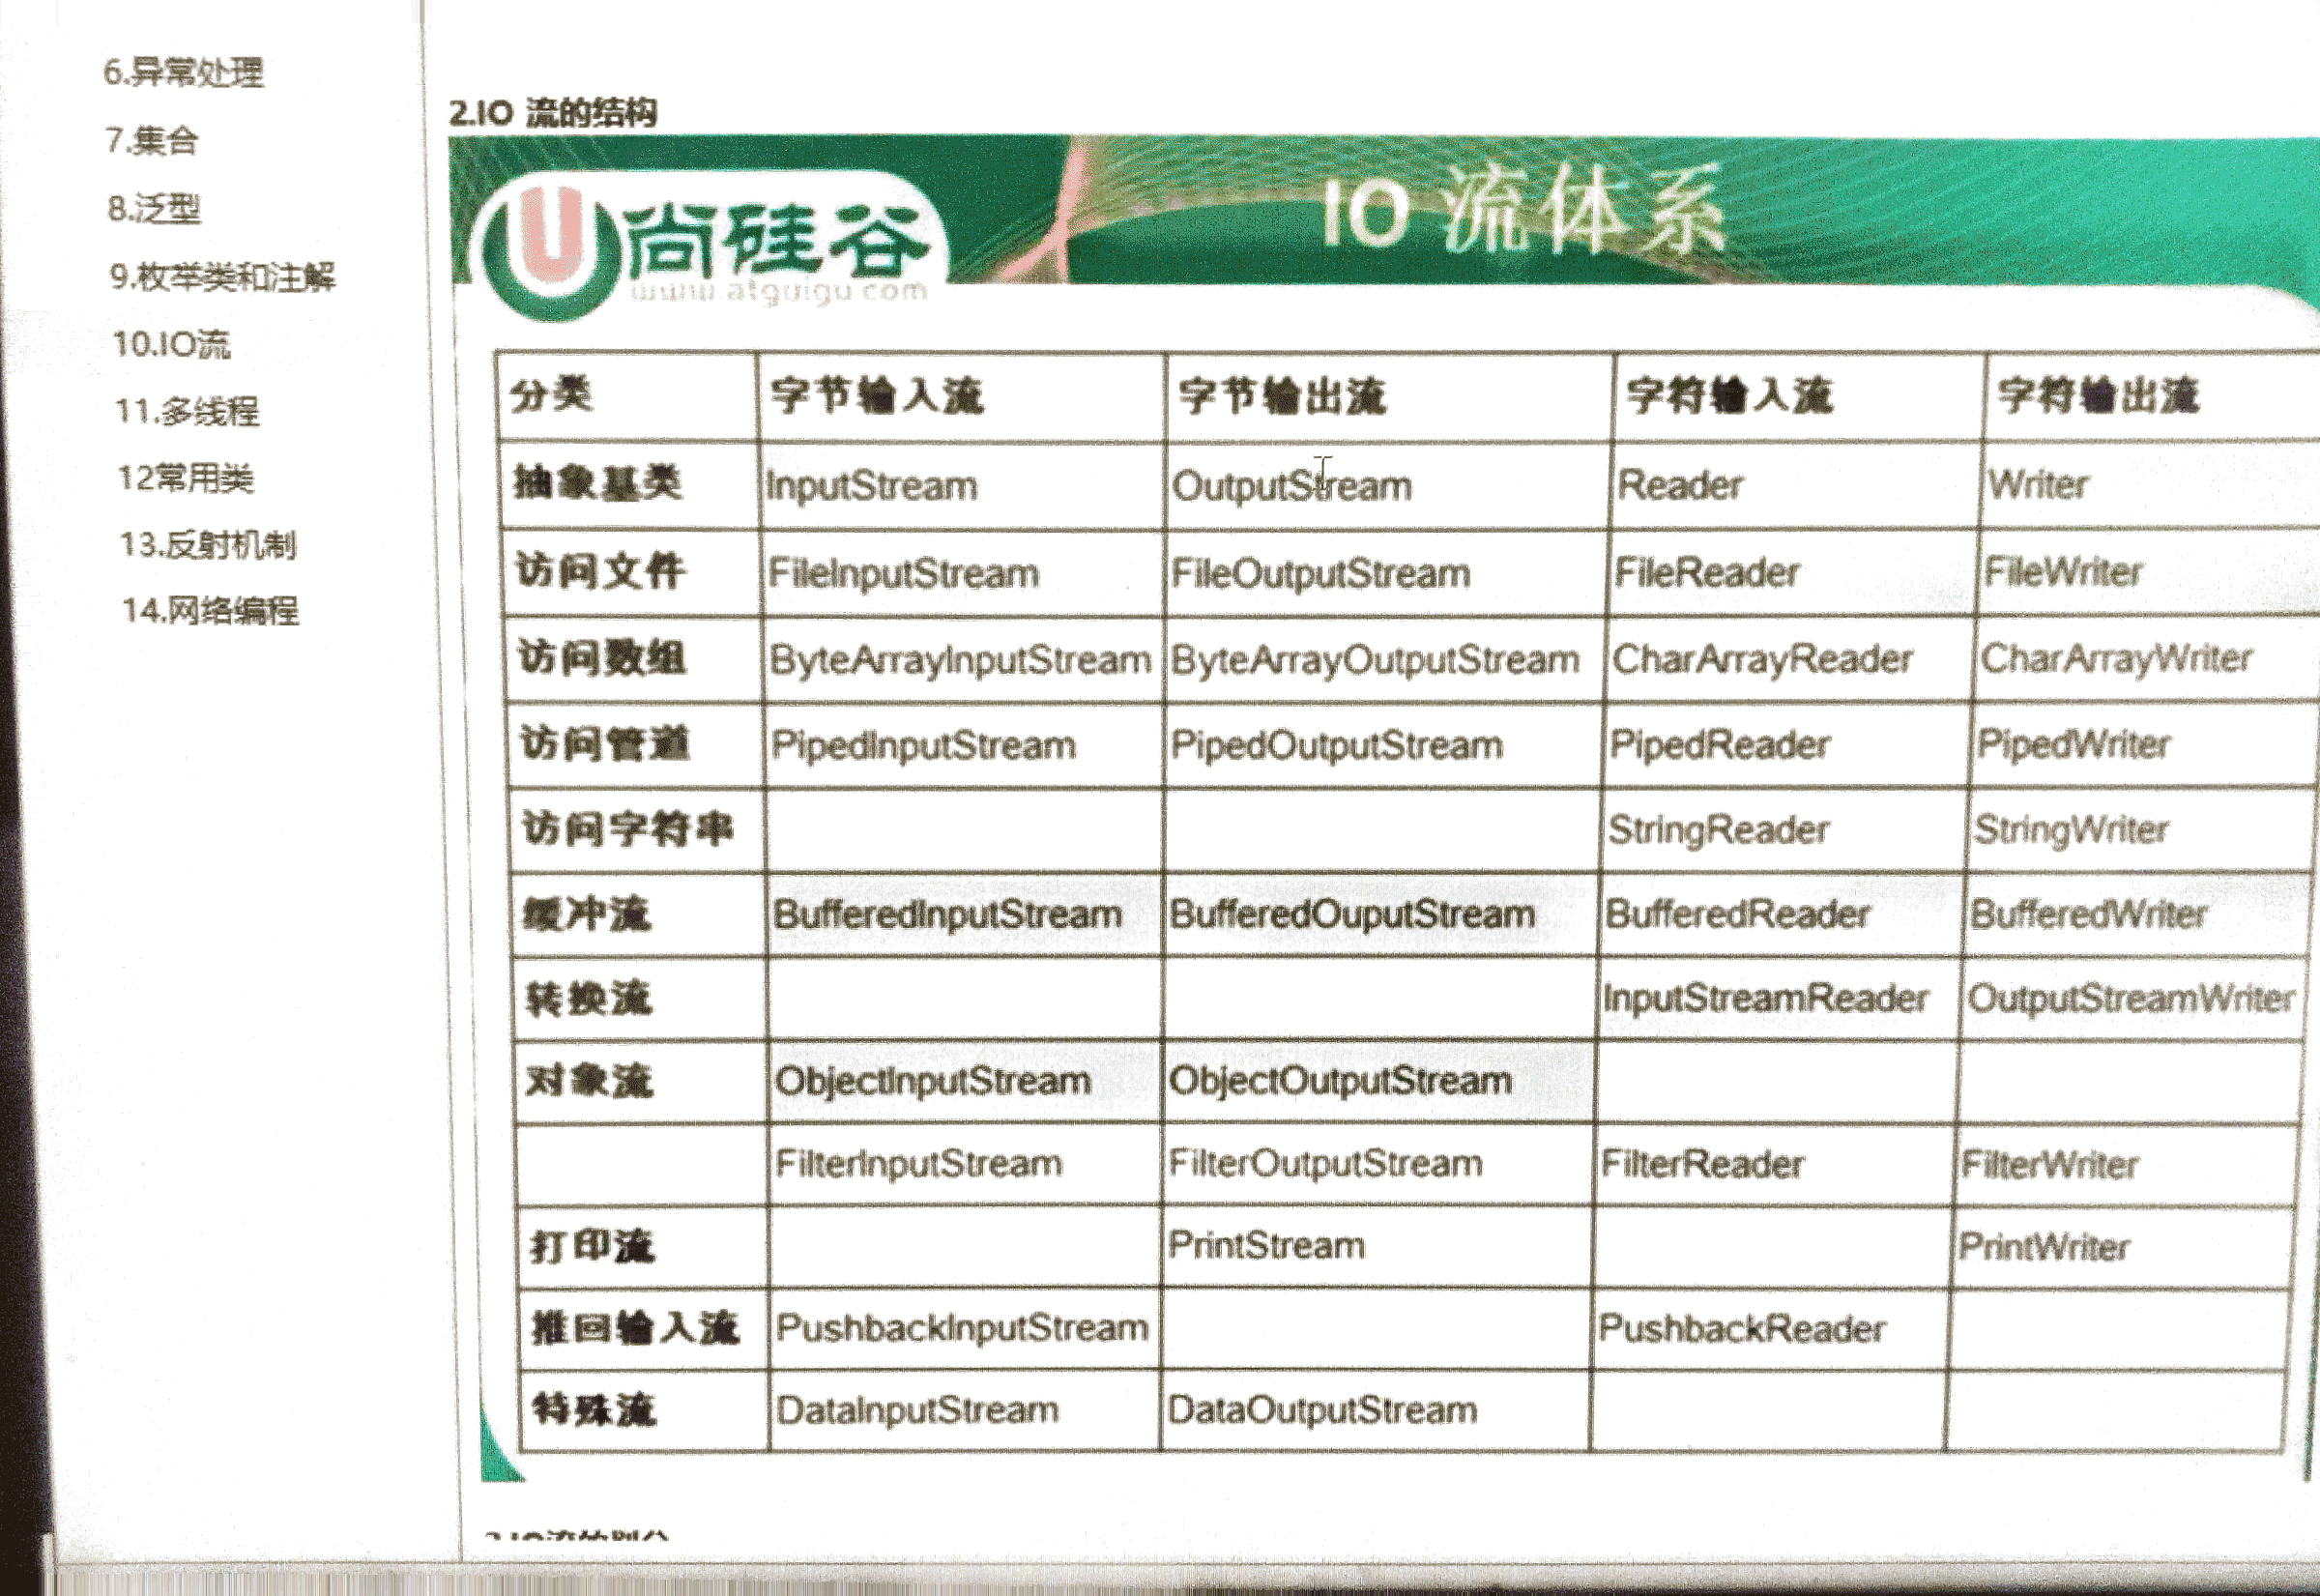 6.异常处理
7.集合
8.泛型
9.枚举类和注解
10.IO流
11.多线程
12常用类
13.反射机制
14.网络编程
2.IO 流的结构
尚硅谷
www.atguigu.com
IO 流体系
分类 字节输入流 字节输出流 字符输入流 字符输出流
抽象基类 InputStream OutputStream Reader Writer
访问文件 FileInputStream FileOutputStream FileReader FileWriter
访问数组 ByteArrayInputStream ByteArrayOutputStream CharArrayReader CharArrayWriter
访问管道 PipedInputStream PipedOutputStream PipedReader PipedWriter
访问字符串 StringReader StringWriter
缓冲流 BufferedInputStream BufferedOuputStream BufferedReader BufferedWriter
转换流 InputStreamReader OutputStreamWriter
对象流 ObjectInputStream ObjectOutputStream
FilterInputStream FilterOutputStream FilterReader FilterWriter
打印流 PrintStream PrintWriter
推回输入流 PushbackInputStream PushbackReader
特殊流 DataInputStream DataOutputStream